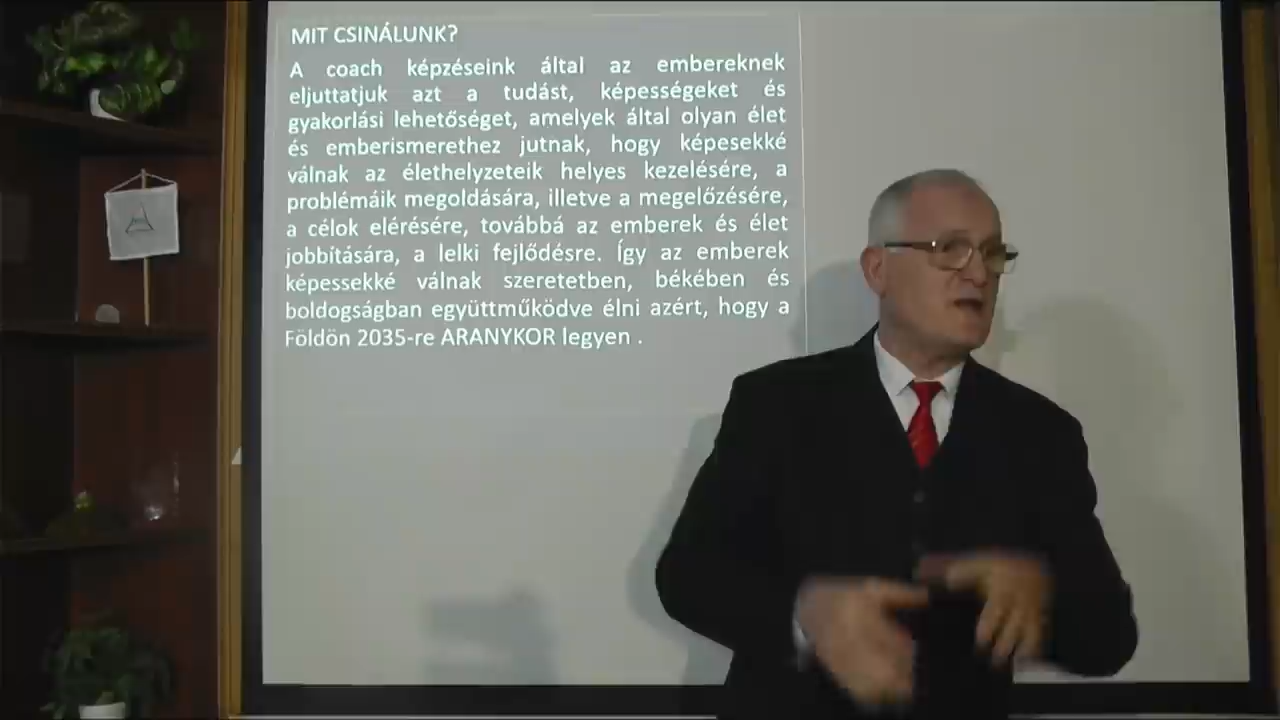 MIT CSINÁLUNK?
A coach képzéseink által az embereknek
eljuttatjuk azt a tudást, képességeket és
gyakorlási lehetőséget, amelyek által olyan élet
és emberismerethez jutnak, hogy képesekké
válnak az élethelyzeteik helyes kezelésére, a
problémáik megoldására, illetve a megelőzésére,
a célok elérésére, továbbá az emberek és élet
jobbítására, a lelki fejlődésre. Így az emberek
képessekké válnak szeretetben, békében és
boldogságban együttműködve élni azért, hogy a
Földön 2035-re ARANYKOR legyen .